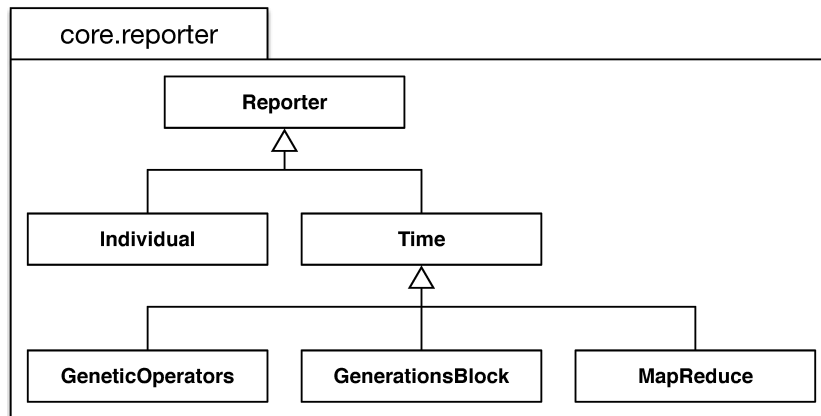 core.reporter
Reporter
Individual
Time
GeneticOperators
GenerationsBlock
MapReduce